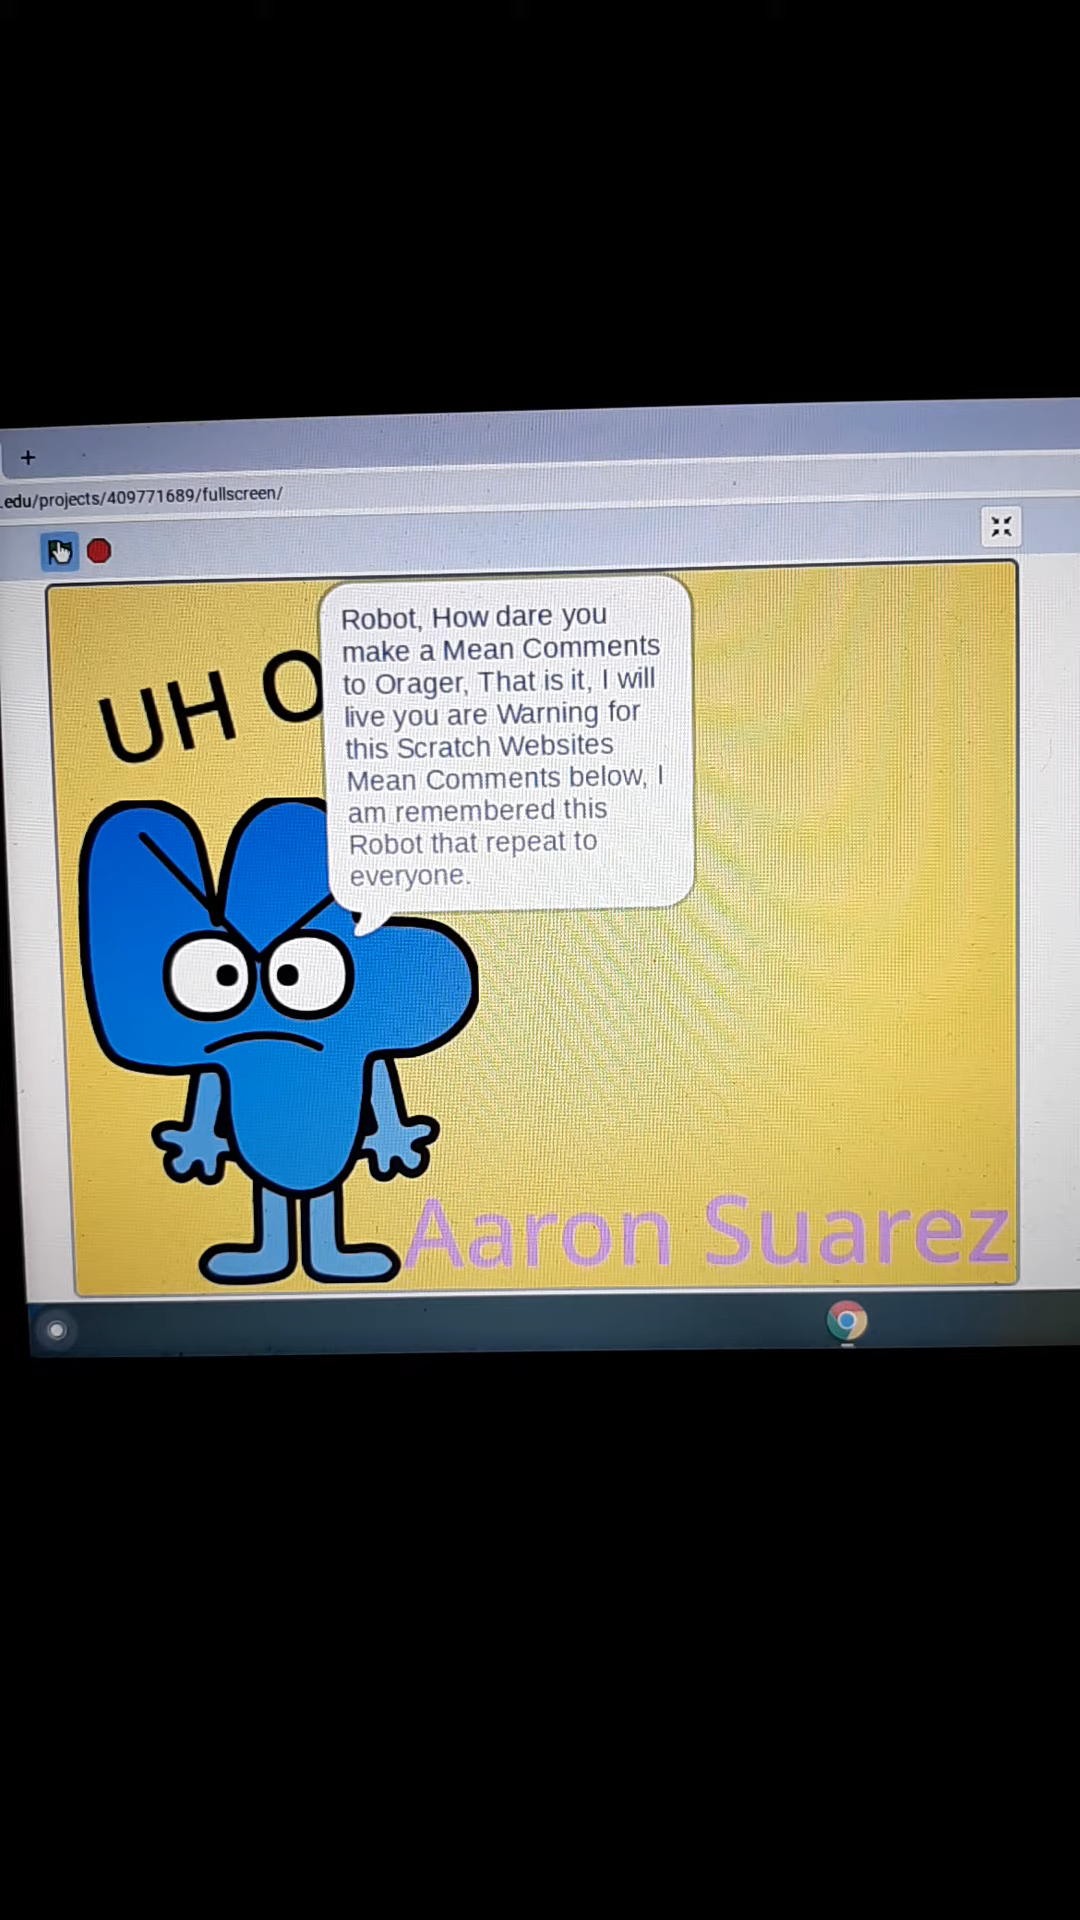 +
.edu/projects/409771689/fullscreen/
UH O
Robot, How dare you
make a Mean Comments
to Orager, That is it, I will
live you are Warning for
this Scratch Websites
Mean Comments below, I
am remembered this
Robot that repeat to
everyone.
Aaron Suarez